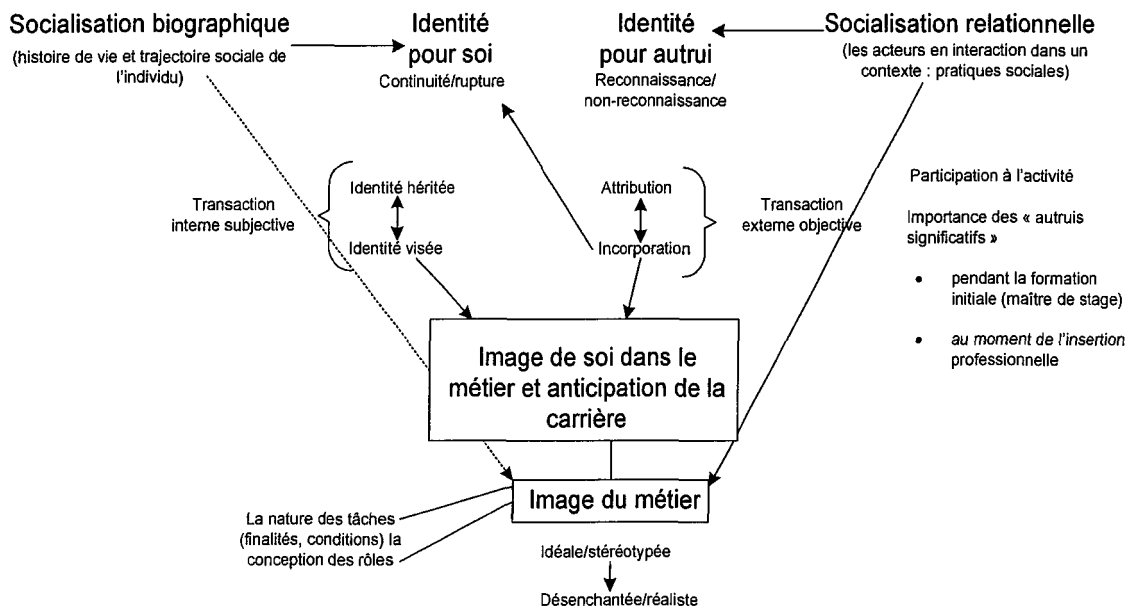 Socialisation biographique
(histoire de vie et trajectoire sociale de
l'individu)
Identité
pour soi
Continuité/rupture
Identité
pour autrui
Reconnaissance/
non-reconnaissance
Socialisation relationnelle
(les acteurs en interaction dans un
contexte : pratiques sociales)
Transaction
interne subjective
Identité héritée
Identité visée
Attribution
Incorporation
Transaction
externe objective
Participation à l'activité
Importance des « autruis
significatifs »
• pendant la formation
initiale (maître de stage)
• au moment de l'insertion
professionnelle
Image de soi dans le
métier et anticipation de la
carrière
Image du métier
La nature des tâches
(finalités, conditions) la
conception des rôles
Idéale/stéréotypée
Désenchantée/réaliste